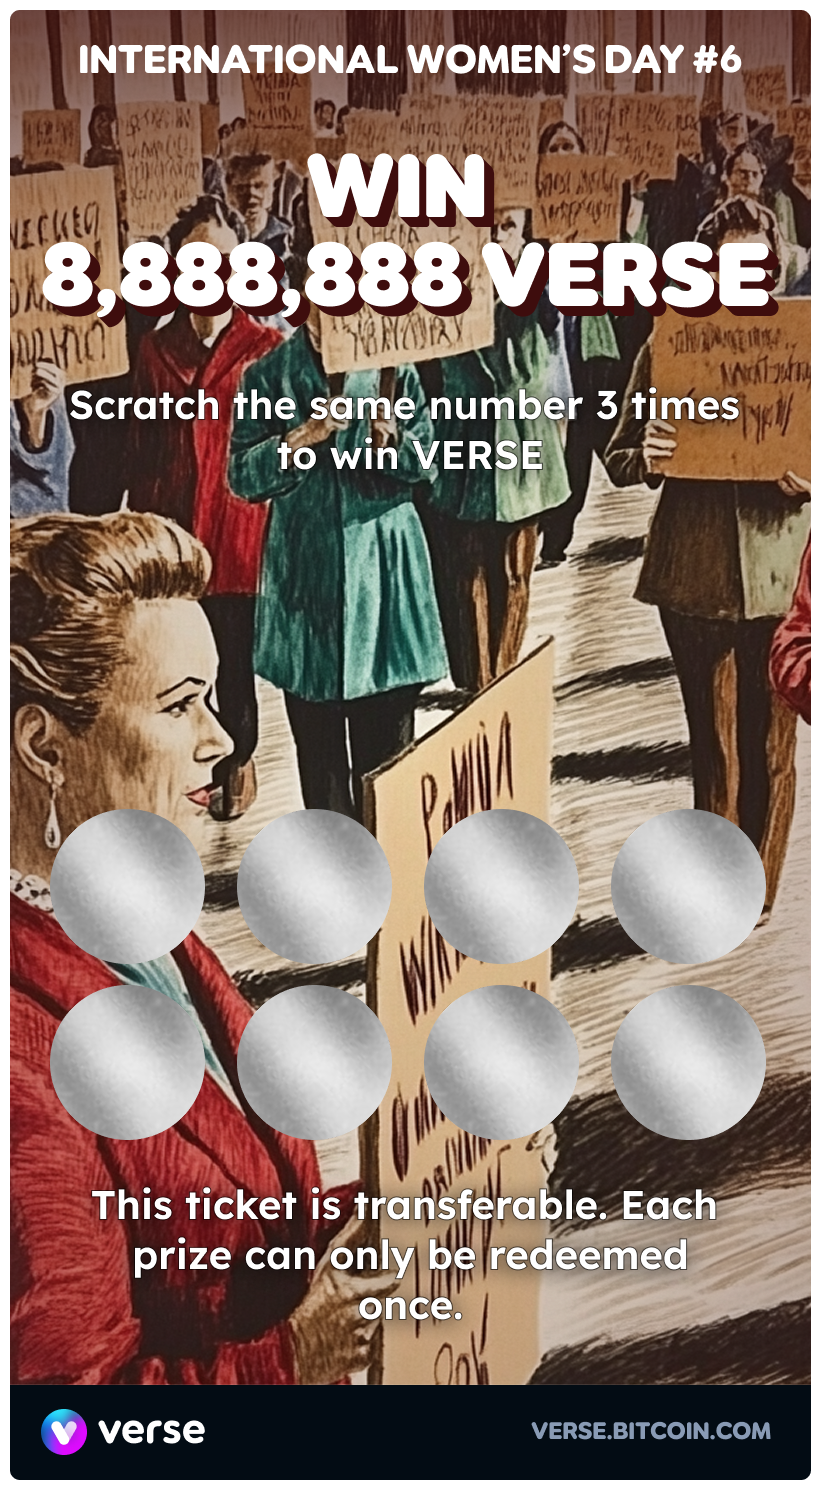 INTERNATIONAL WOMEN’S DAY #6
WIN
8,888,888 VERSE
Scratch the same number 3 times
to win VERSE
This ticket is transferable. Each
prize can only be redeemed
once.
verse
VERSE.BITCOIN.COM